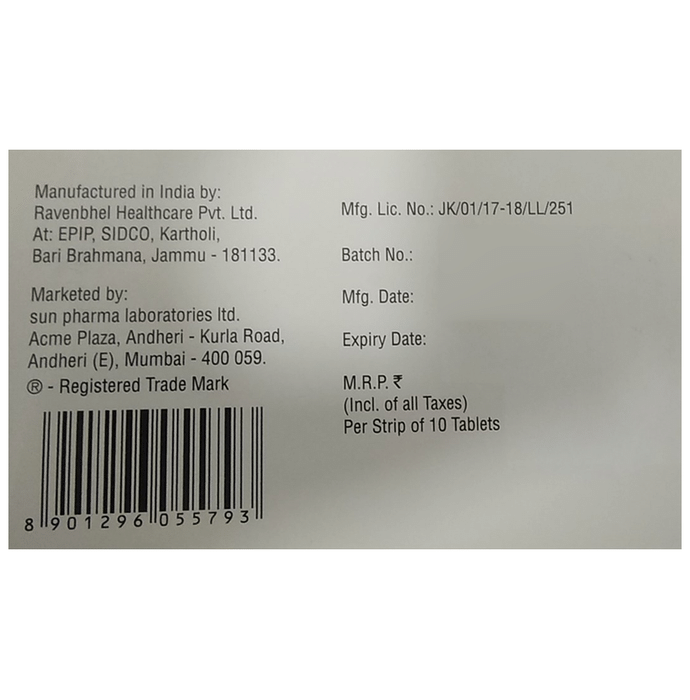 Manufactured in India by:
Ravenbhel Healthcare Pvt. Ltd.
At: EPIP, SIDCO, Kartholi,
Bari Brahmana, Jammu - 181133.
Marketed by:
sun pharma laboratories ltd.
Acme Plaza, Andheri - Kurla Road,
Andheri (E), Mumbai - 400 059.
® - Registered Trade Mark
8 901296 055793
Mfg. Lic. No.: JK/01/17-18/LL/251
Batch No.:
Mfg. Date:
Expiry Date:
M.R.P. ₹
(Incl. of all Taxes)
Per Strip of 10 Tablets